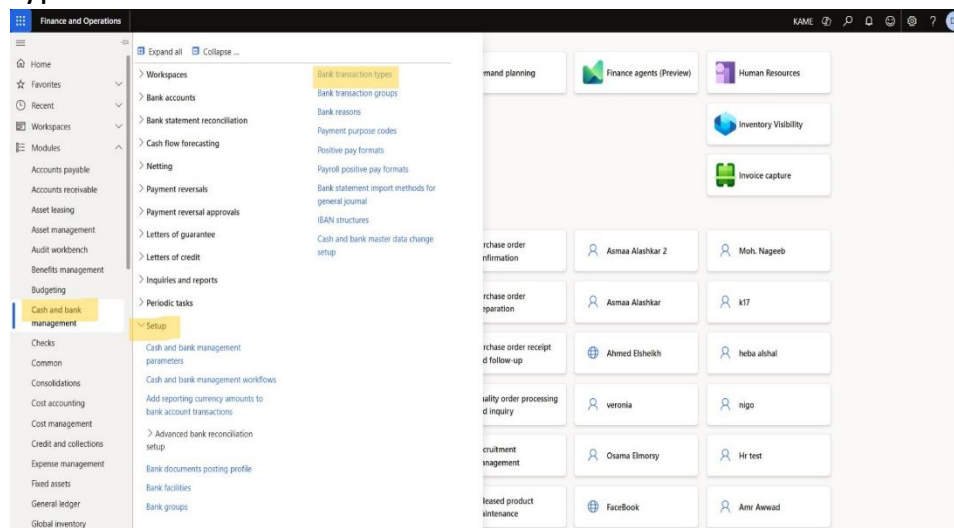 Finance and Operations
KAME
?
Home
Favorites
Recent
Workspaces
Modules
Accounts payable
Accounts receivable
Asset leasing
Asset management
Audit workbench
Benefits management
Budgeting
Cash and bank
management
Checks
Common
Consolidations
Cost accounting
Cost management
Credit and collections
Expense management
Fixed assets
General ledger
Global inventory
Expand all
Collapse ...
Workspaces
Bank accounts
Bank statement reconciliation
Cash flow forecasting
Netting
Payment reversals
Payment reversal approvals
Letters of guarantee
Letters of credit
Inquiries and reports
Periodic tasks
Setup
Cash and bank management
parameters
Cash and bank management workflows
Add reporting currency amounts to
bank account transactions
Advanced bank reconciliation
setup
Bank documents posting profile
Bank facilities
Bank groups
Bank transaction types
Bank transaction groups
Bank reasons
Payment purpose codes
Positive pay formats
Payroll positive pay formats
Bank statement import methods for
general journal
IBAN structures
Cash and bank master data change
setup
mand planning
Finance agents (Preview)
Human Resources
Inventory Visibility
Invoice capture
rchase order
nfirmation
Asmaa Alashkar 2
Moh. Nageeb
rchase order
eparation
Asmaa Alashkar
k17
rchase order receipt
d follow-up
Ahmed Elsheikh
heba alshal
ality order processing
d inquiry
veronia
nigo
cruitment
anagement
Osama Elmorsy
Hr test
leased product
aintenance
FaceBook
Amr Awwad